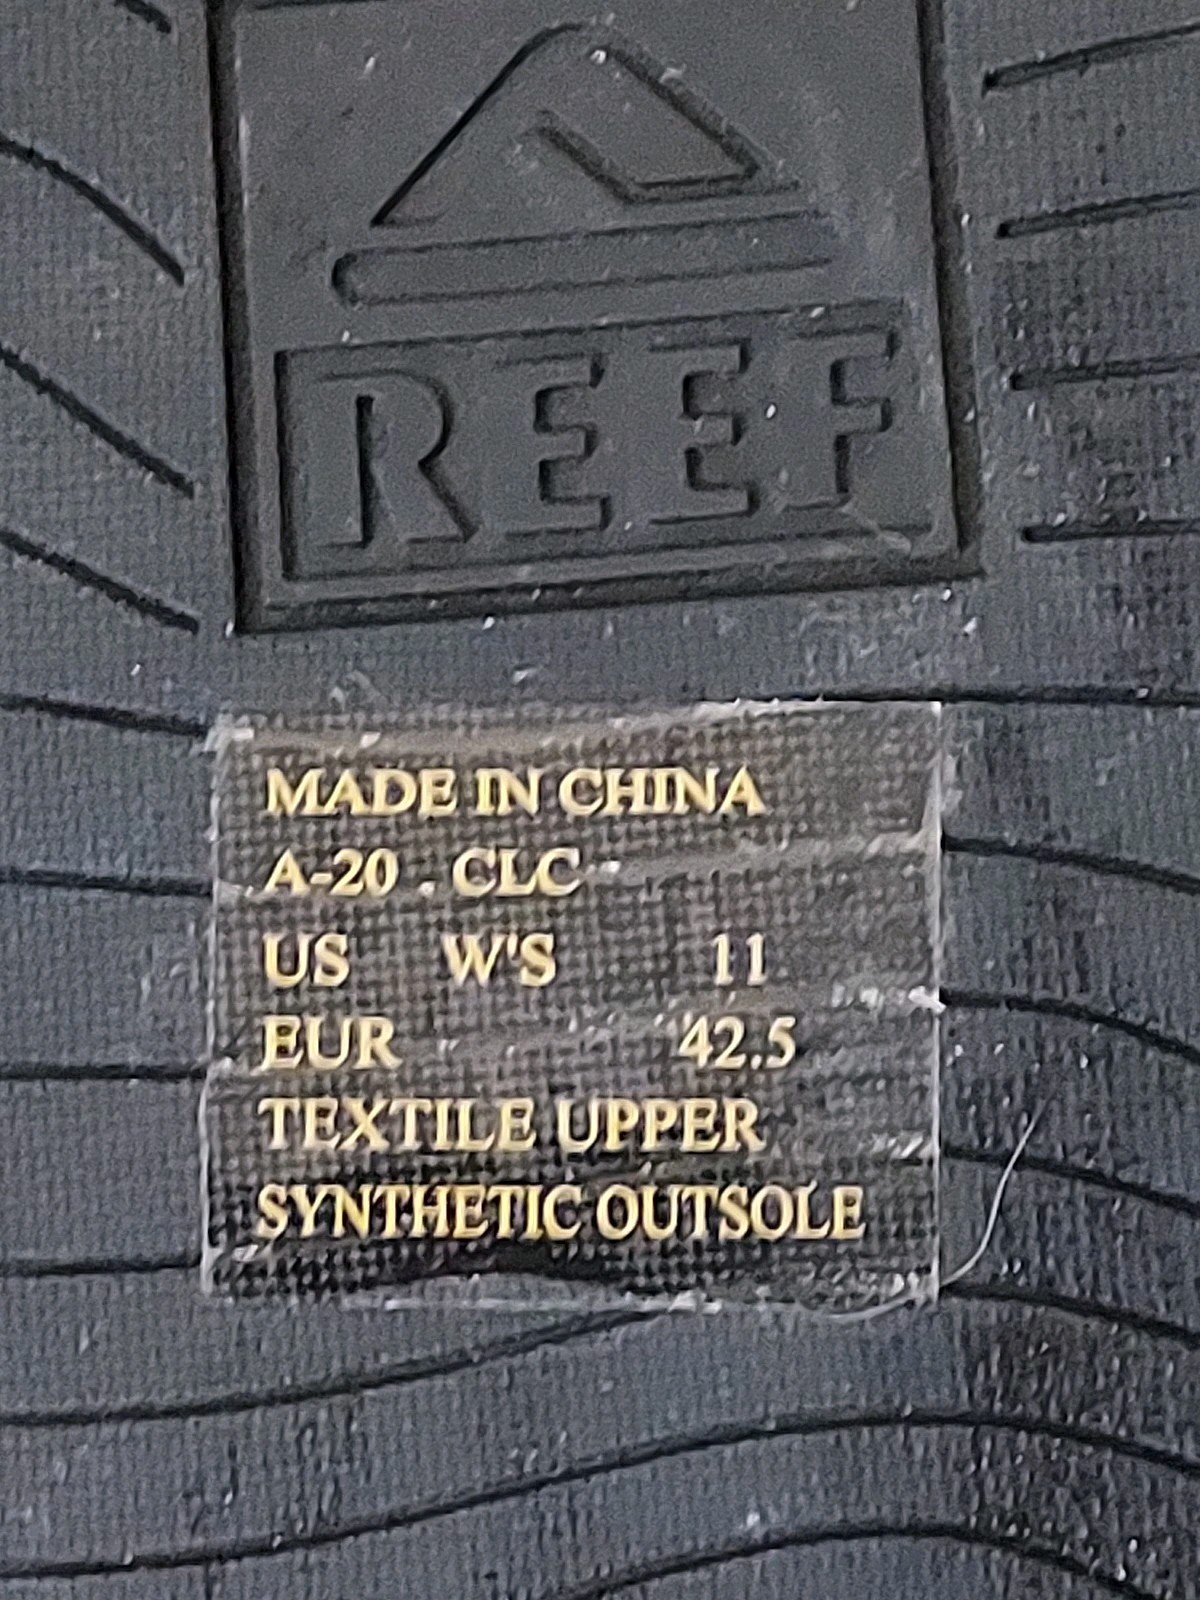 REEF
MADE IN CHINA
A-20 . CLC
US W'S 11
EUR 42.5
TEXTILE UPPER
SYNTHETIC OUTSOLE